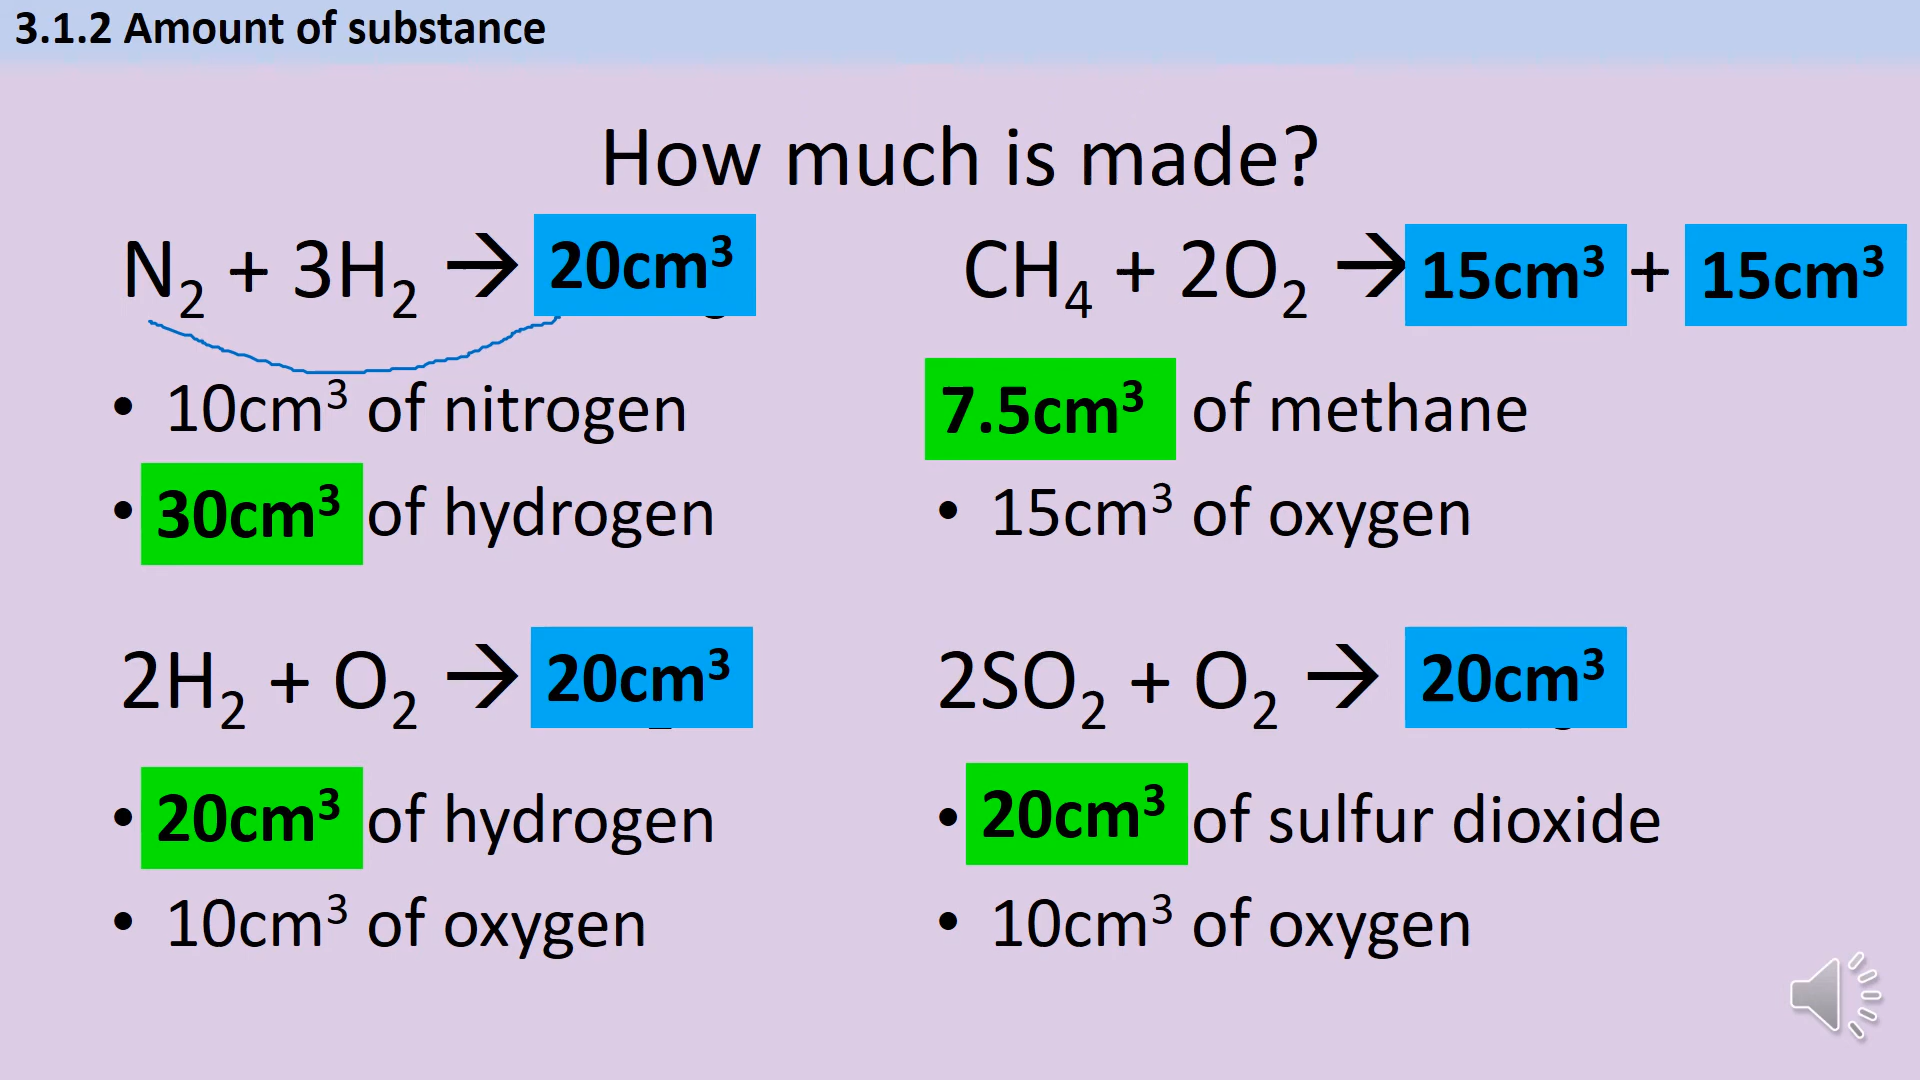 3.1.2 Amount of substance
How much is made?
N₂ + 3H₂ → 20cm³
• 10cm³ of nitrogen
• 30cm³ of hydrogen
CH₄ + 2O₂ → 15cm³ + 15cm³
7.5cm³ of methane
• 15cm³ of oxygen
2H₂ + O₂ → 20cm³
• 20cm³ of hydrogen
• 10cm³ of oxygen
2SO₂ + O₂ → 20cm³
• 20cm³ of sulfur dioxide
• 10cm³ of oxygen